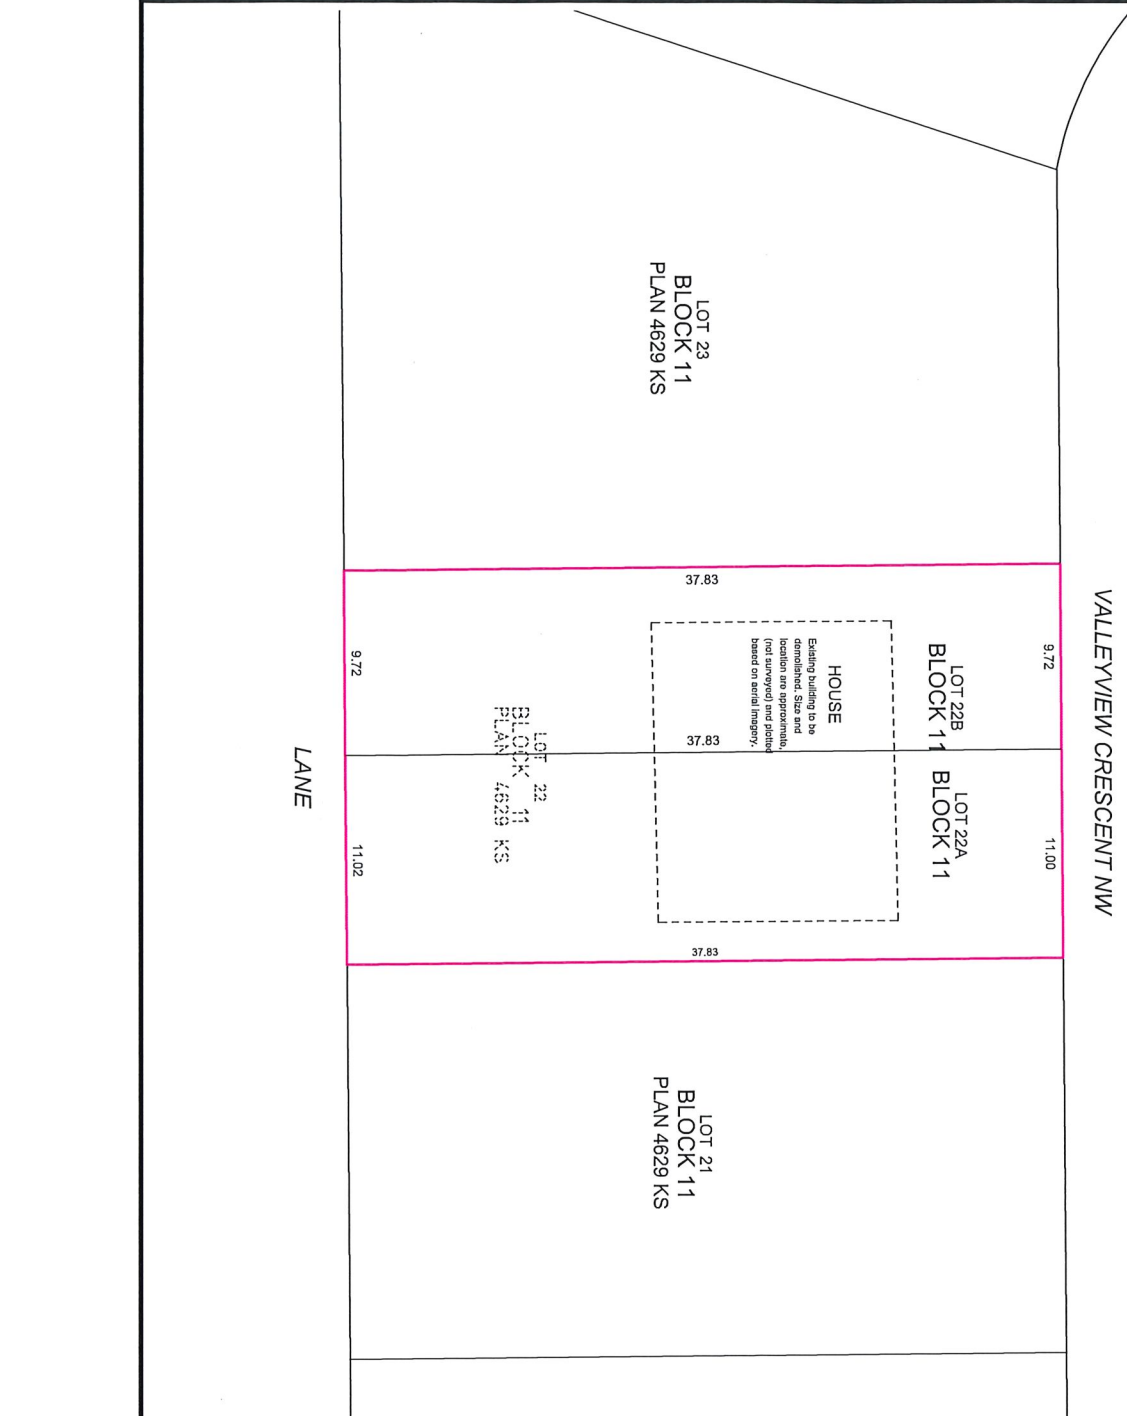 VALLEYVIEW CRESCENT NW
LOT 23
BLOCK 11
PLAN 4629 KS
37.83
9.72
LOT 22B
BLOCK 11
HOUSE
Existing building to be
demolished. Size and
location are approximate,
(not surveyed) and plotted
based on aerial imagery.
9.72
37.83
LOT 22
BLOCK 11
PLAN 4629 KS
11.00
LOT 22A
BLOCK 11
11.02
37.83
LOT 21
BLOCK 11
PLAN 4629 KS
LANE